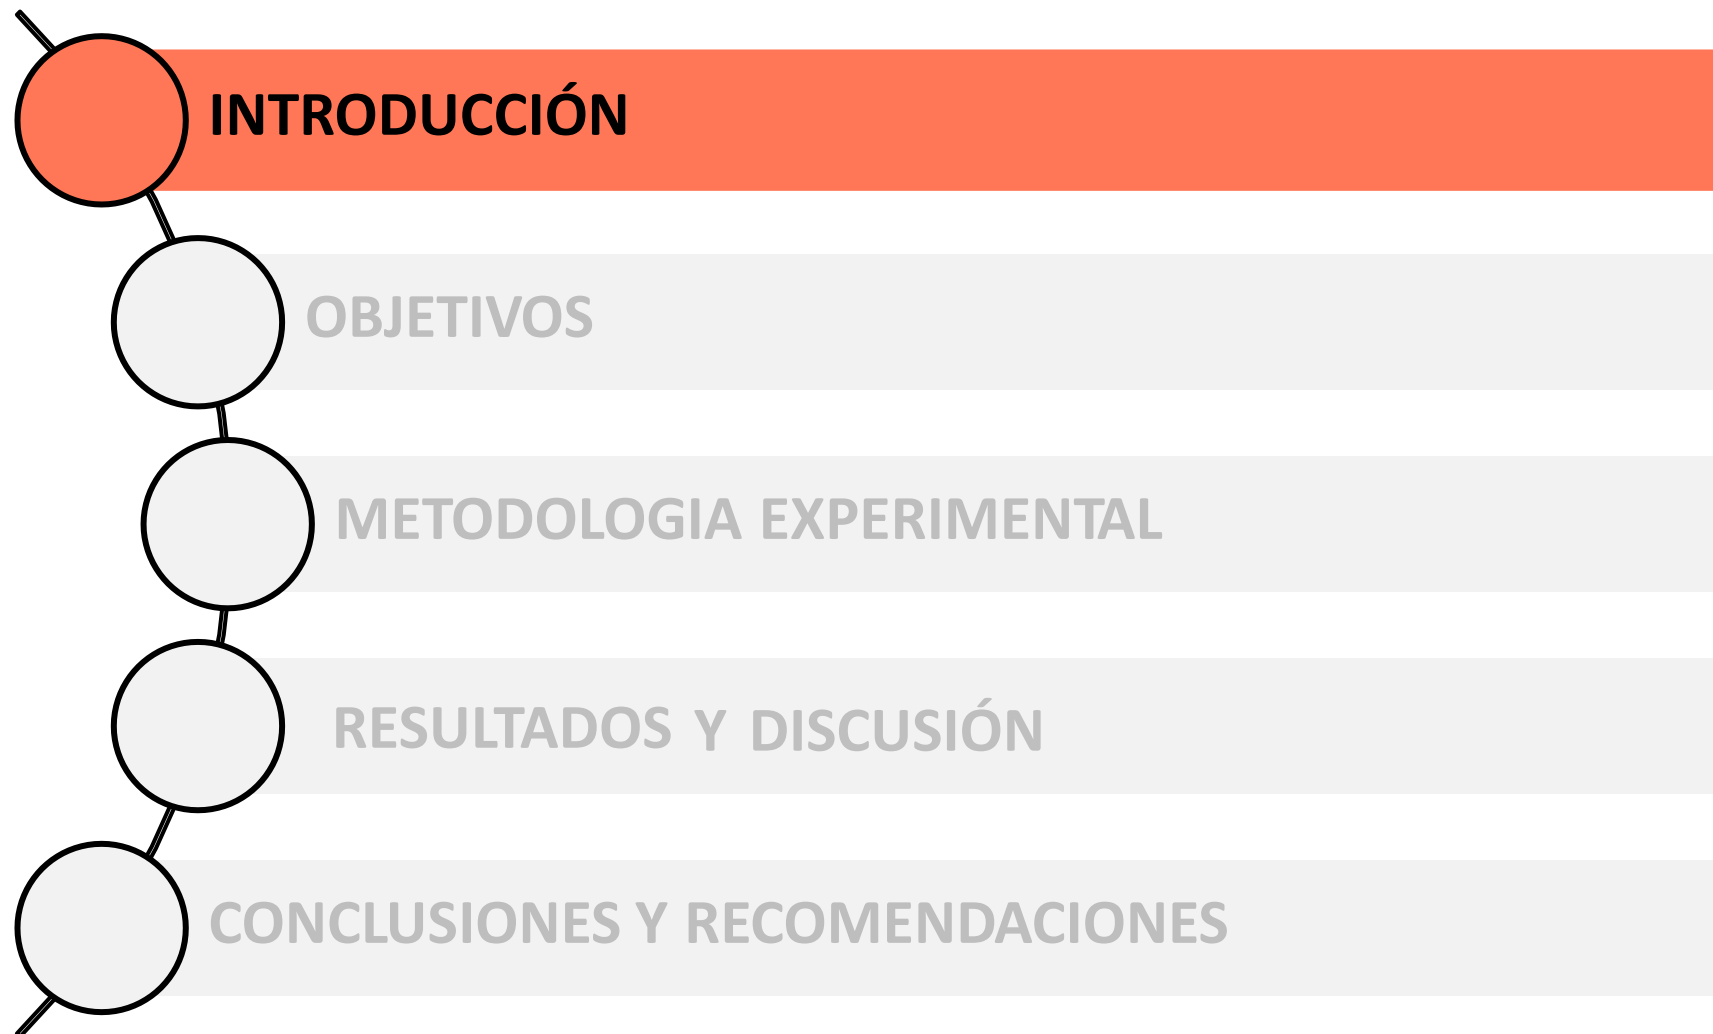 INTRODUCCIÓN
OBJETIVOS
METODOLOGIA EXPERIMENTAL
RESULTADOS Y DISCUSIÓN
CONCLUSIONES Y RECOMENDACIONES